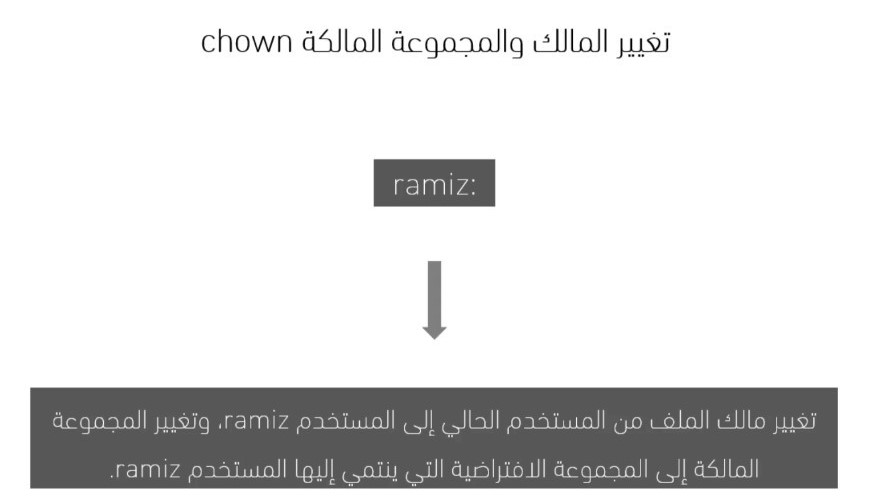 تغيير المالك والمجموعة المالكة chown
ramiz:
تغيير مالك الملف من المستخدم الحالي إلى المستخدم ramiz، وتغيير المجموعة
المالكة إلى المجموعة الافتراضية التي ينتمي إليها المستخدم ramiz.